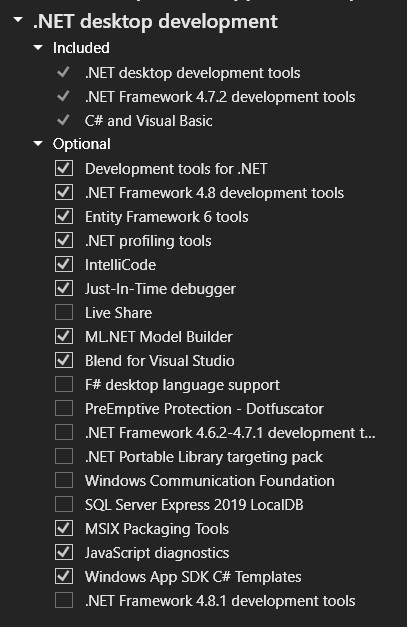 .NET desktop development
Included
.NET desktop development tools
.NET Framework 4.7.2 development tools
C# and Visual Basic
Optional
Development tools for .NET
.NET Framework 4.8 development tools
Entity Framework 6 tools
.NET profiling tools
IntelliCode
Just-In-Time debugger
Live Share
ML.NET Model Builder
Blend for Visual Studio
F# desktop language support
PreEmptive Protection - Dotfuscator
.NET Framework 4.6.2-4.7.1 development t...
.NET Portable Library targeting pack
Windows Communication Foundation
SQL Server Express 2019 LocalDB
MSIX Packaging Tools
JavaScript diagnostics
Windows App SDK C# Templates
.NET Framework 4.8.1 development tools